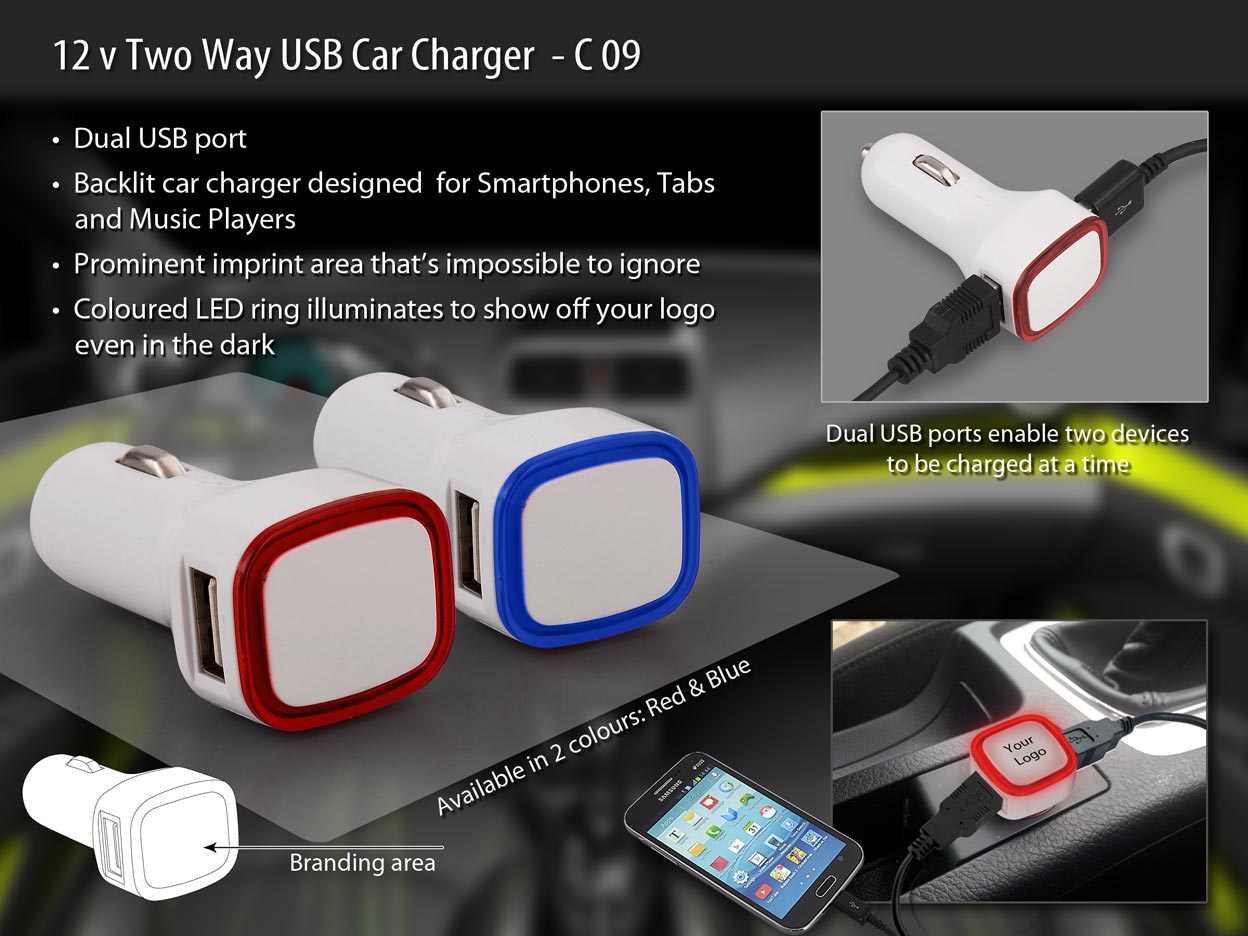 12 v Two Way USB Car Charger - C 09
• Dual USB port
• Backlit car charger designed for Smartphones, Tabs
and Music Players
• Prominent imprint area that's impossible to ignore
• Coloured LED ring illuminates to show off your logo
even in the dark
Dual USB ports enable two devices
to be charged at a time
Available in 2 colours: Red & Blue
Your
Logo
SAMSUNG
Branding area